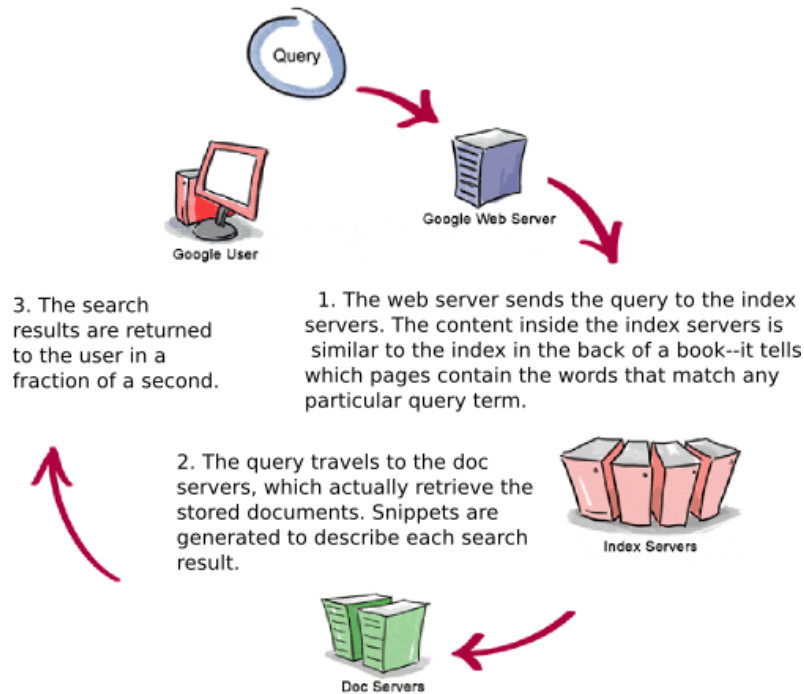 Query
Google Web Server
Google User
1. The web server sends the query to the index
servers. The content inside the index servers is
similar to the index in the back of a book--it tells
which pages contain the words that match any
particular query term.
Index Servers
2. The query travels to the doc
servers, which actually retrieve the
stored documents. Snippets are
generated to describe each search
result.
Doc Servers
3. The search
results are returned
to the user in a
fraction of a second.